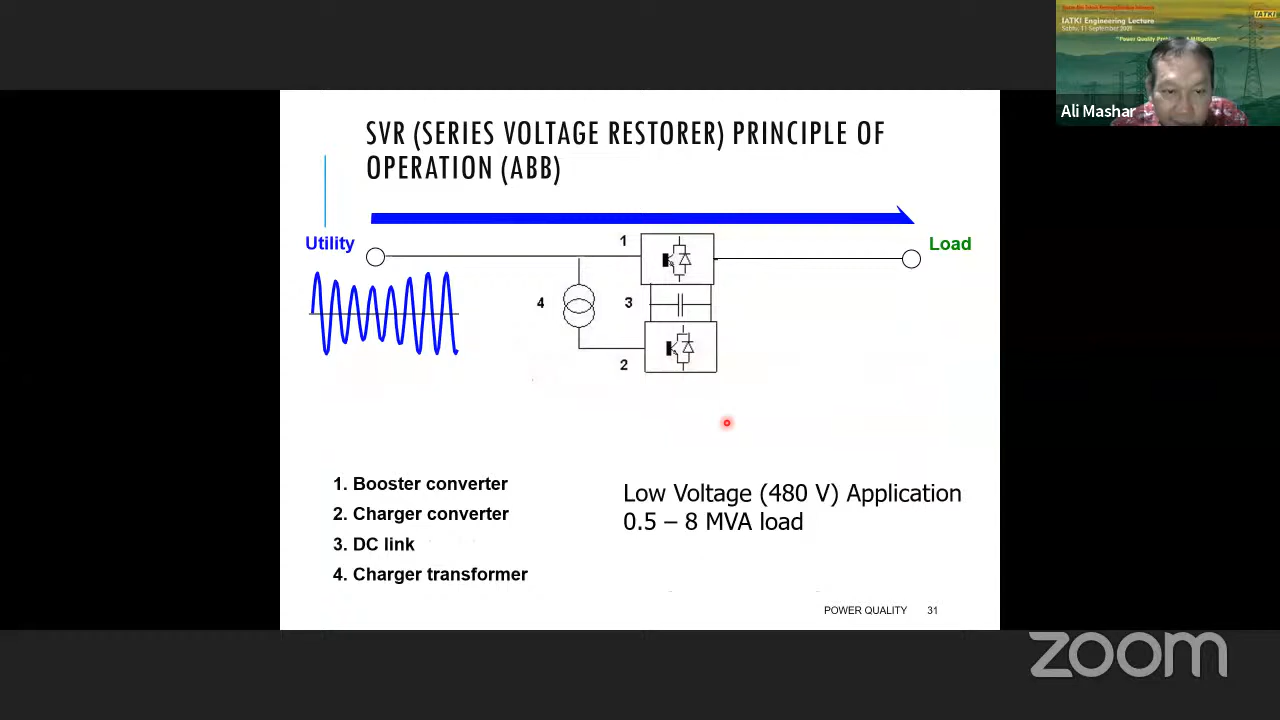 SVR (SERIES VOLTAGE RESTORER) PRINCIPLE OF
OPERATION (ABB)
Utility
Load
1
4
3
2
1. Booster converter
2. Charger converter
3. DC link
4. Charger transformer
Low Voltage (480 V) Application
0.5 – 8 MVA load
POWER QUALITY 31
IATKI Engineering Lecture
IATKI
Ali Mashar
zoom